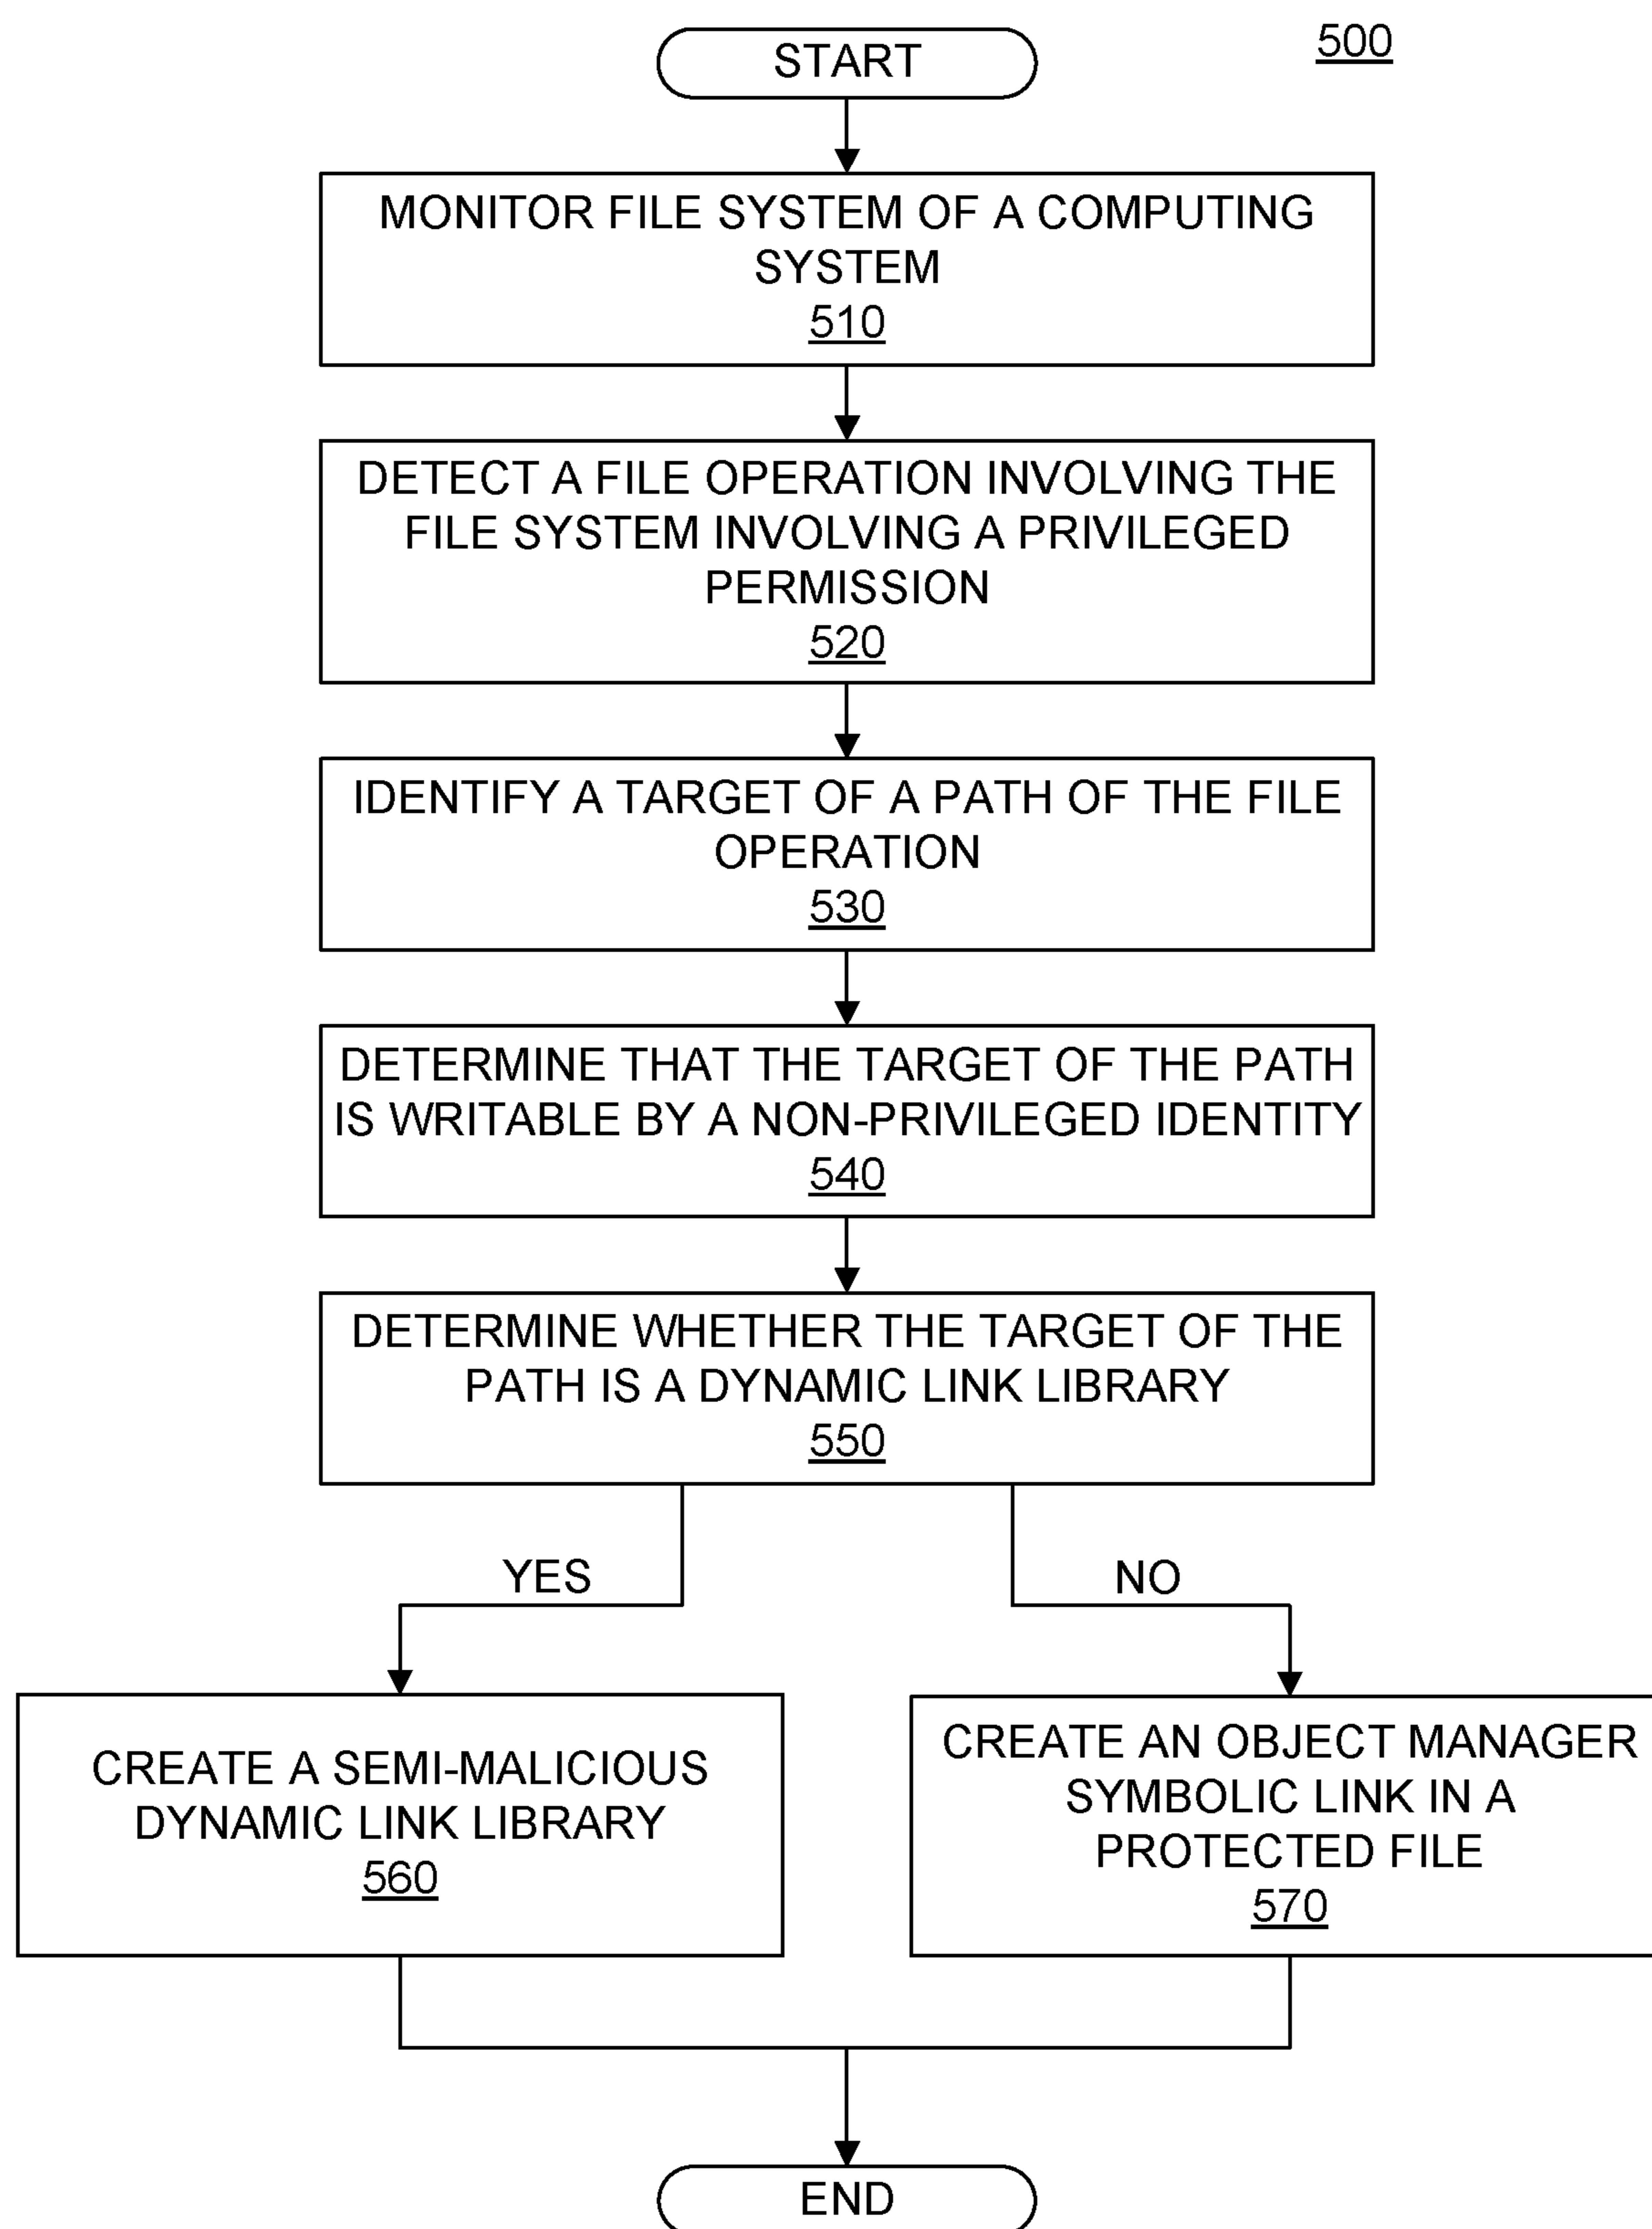 START
500
MONITOR FILE SYSTEM OF A COMPUTING
SYSTEM
510
DETECT A FILE OPERATION INVOLVING THE
FILE SYSTEM INVOLVING A PRIVILEGED
PERMISSION
520
IDENTIFY A TARGET OF A PATH OF THE FILE
OPERATION
530
DETERMINE THAT THE TARGET OF THE PATH
IS WRITABLE BY A NON-PRIVILEGED IDENTITY
540
DETERMINE WHETHER THE TARGET OF THE
PATH IS A DYNAMIC LINK LIBRARY
550
YES
NO
CREATE A SEMI-MALICIOUS
DYNAMIC LINK LIBRARY
560
CREATE AN OBJECT MANAGER
SYMBOLIC LINK IN A
PROTECTED FILE
570
END